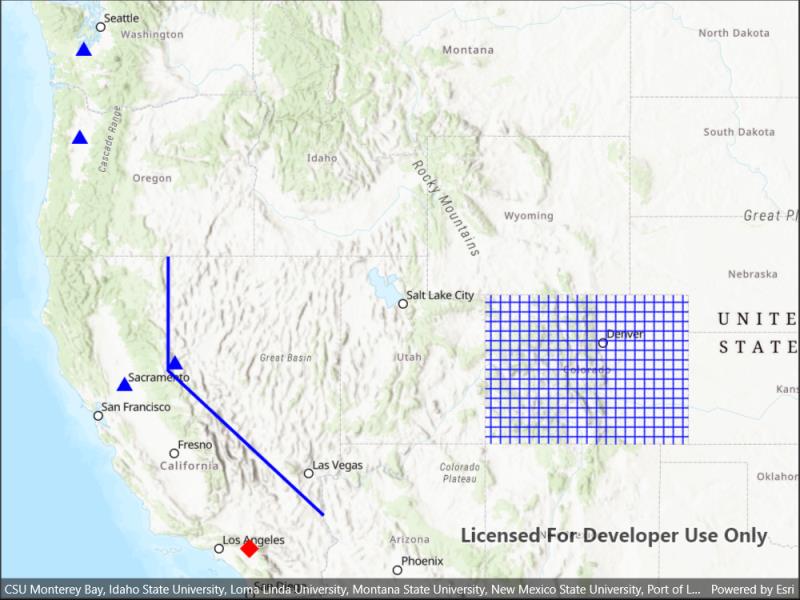 Seattle
Washington
North Dakota
Montana
Cascade Range
South Dakota
Idaho
Oregon
Rocky Mountains
Wyoming
Great Pl
Nebraska
Salt Lake City
UNITE
STATE
Denver
Great Basin
Utah
Colorado
Sacramento
Kans
San Francisco
Fresno
California
Las Vegas
Colorado
Plateau
Oklahor
Licensed For Developer Use Only
Los Angeles
Arizona
Phoenix
San Diego
CSU Monterey Bay, Idaho State University, Loma Linda University, Montana State University, New Mexico State University, Port of L...
Powered by Esri